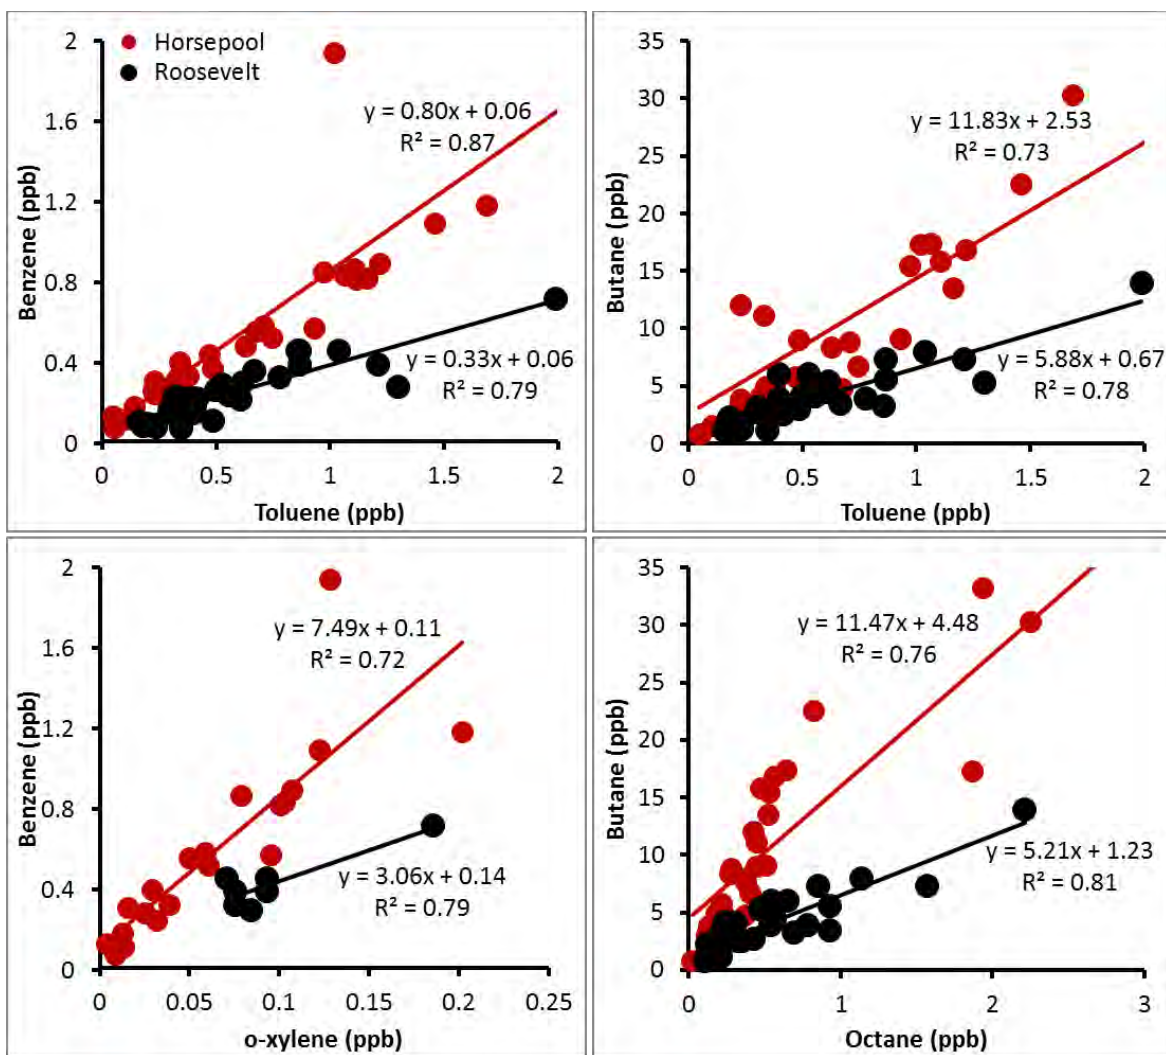 Horsepool
Roosevelt
y = 0.80x + 0.06
R² = 0.87
y = 0.33x + 0.06
R² = 0.79
Benzene (ppb)
2
1.6
1.2
0.8
0.4
0
0 0.5 1 1.5 2
Toluene (ppb)
y = 11.83x + 2.53
R² = 0.73
y = 5.88x + 0.67
R² = 0.78
Butane (ppb)
35
30
25
20
15
10
5
0
0 0.5 1 1.5 2
Toluene (ppb)
y = 7.49x + 0.11
R² = 0.72
y = 3.06x + 0.14
R² = 0.79
Benzene (ppb)
2
1.6
1.2
0.8
0.4
0
0 0.05 0.1 0.15 0.2 0.25
o-xylene (ppb)
y = 11.47x + 4.48
R² = 0.76
y = 5.21x + 1.23
R² = 0.81
Butane (ppb)
35
30
25
20
15
10
5
0
0 1 2 3
Octane (ppb)